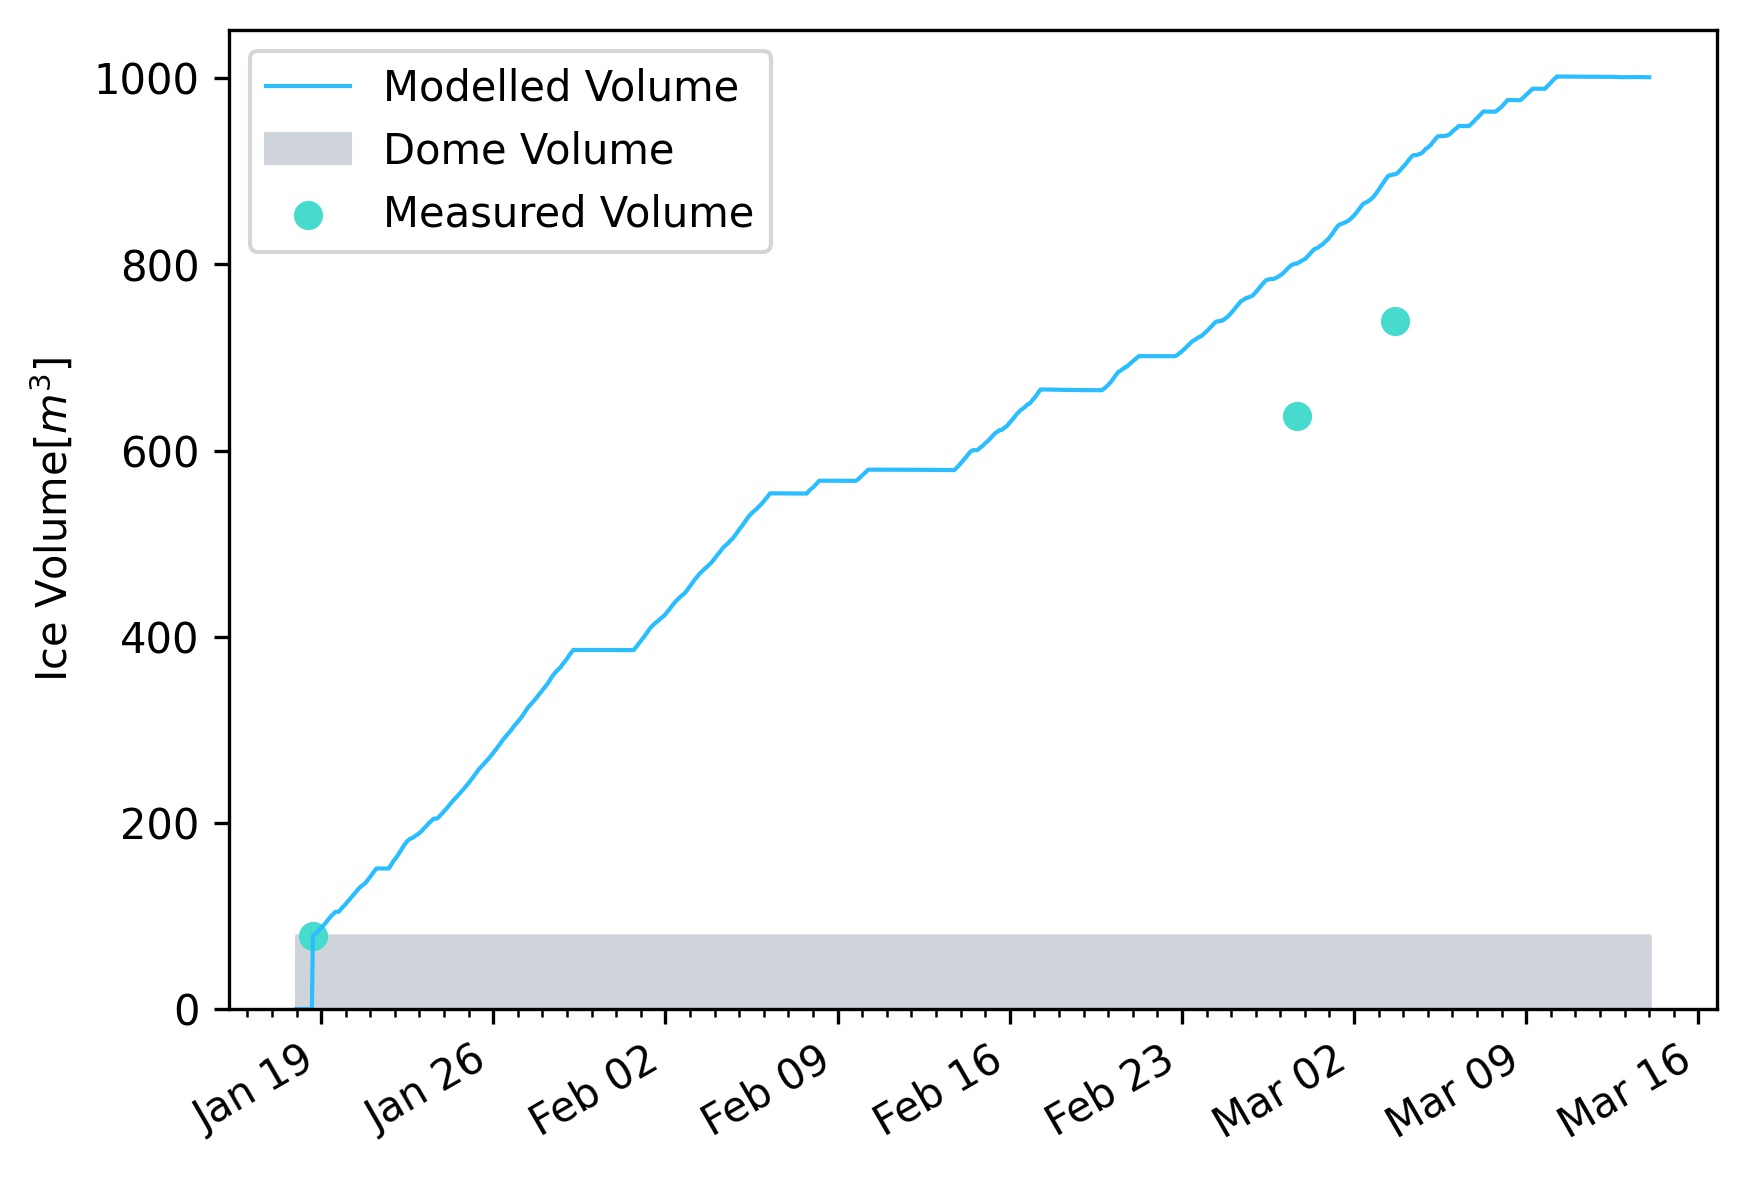 Modelled Volume
Dome Volume
Measured Volume
Ice Volume[m³]
1000
800
600
400
200
0
Jan 19
Jan 26
Feb 02
Feb 09
Feb 16
Feb 23
Mar 02
Mar 09
Mar 16